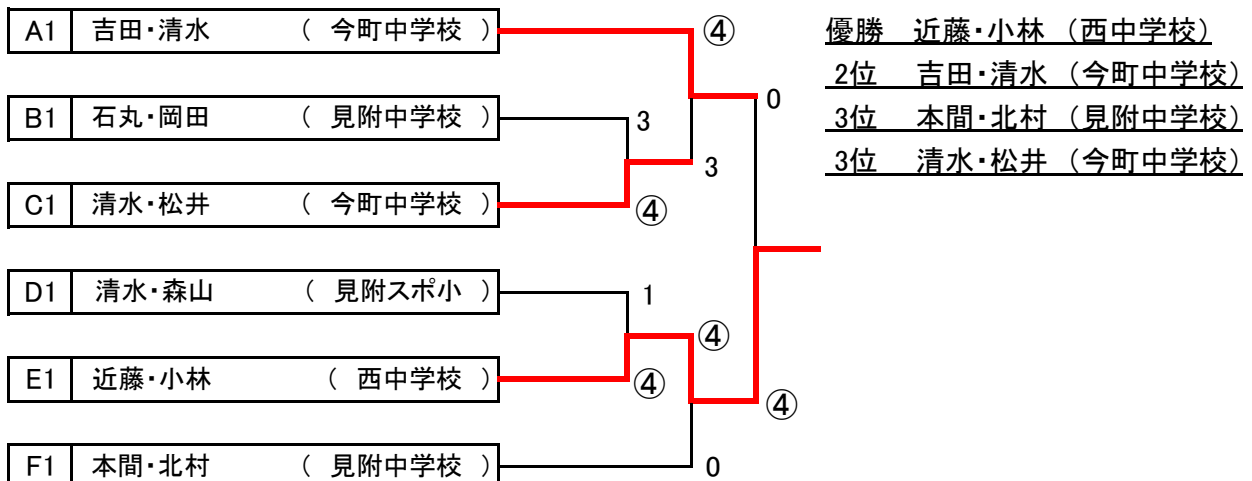 A1 吉田・清水 ( 今町中学校 ) ④
優勝 近藤・小林 (西中学校)
2位 吉田・清水 (今町中学校)
0
B1 石丸・岡田 ( 見附中学校 ) 3
3位 本間・北村 (見附中学校)
3位 清水・松井 (今町中学校)
3
C1 清水・松井 ( 今町中学校 ) ④
D1 清水・森山 ( 見附スポ小 ) 1
④
E1 近藤・小林 ( 西中学校 ) ④
④
F1 本間・北村 ( 見附中学校 ) 0